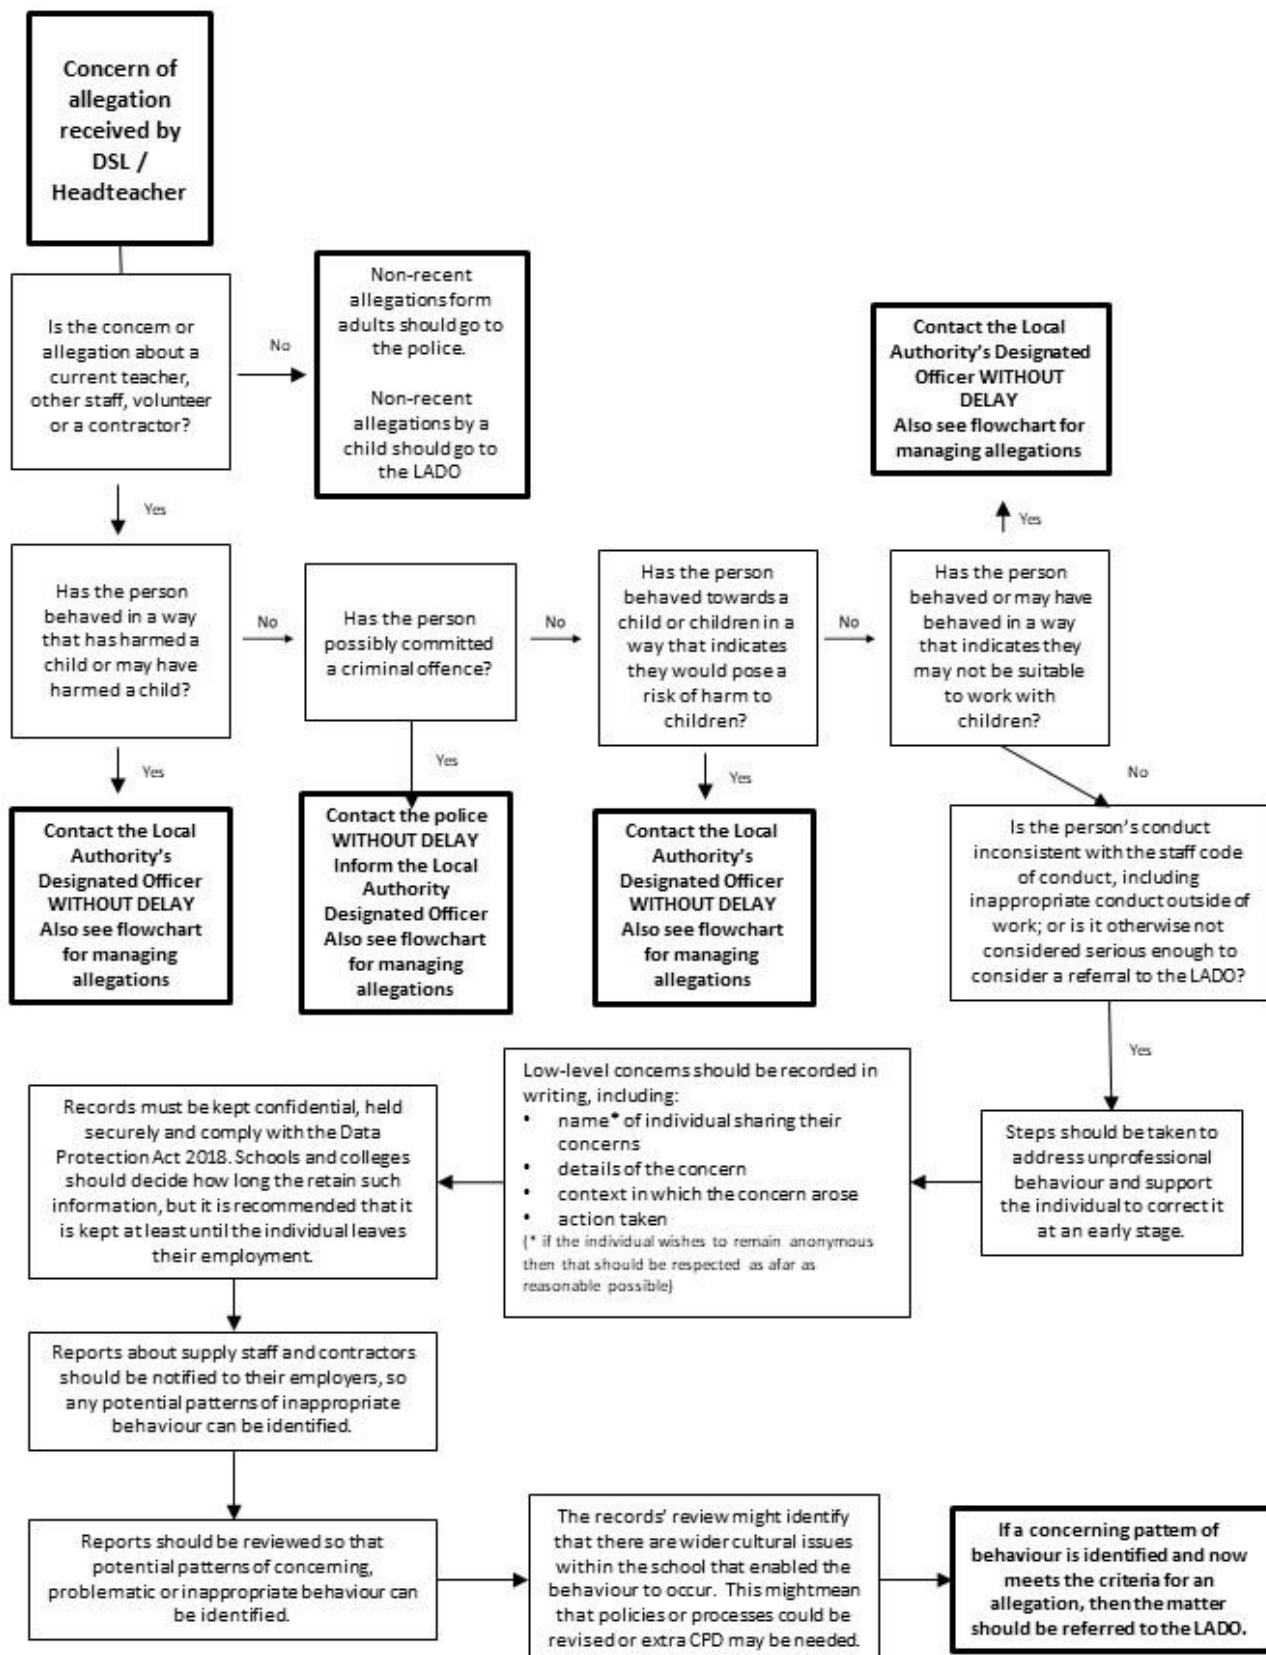 Concern of
allegation
received by
DSL /
Headteacher
Is the concern or
allegation about a
current teacher,
other staff, volunteer
or a contractor?
No
Non-recent
allegations form
adults should go to
the police.
Non-recent
allegations by a
child should go to
the LADO
Contact the Local
Authority's Designated
Officer WITHOUT
DELAY
Also see flowchart for
managing allegations
Yes
Yes
Has the person
behaved in a way
that has harmed a
child or may have
harmed a child?
No
Has the person
possibly committed
a criminal offence?
No
Has the person
behaved towards a
child or children in a
way that indicates
they would pose a
risk of harm to
children?
No
Has the person
behaved or may have
behaved in a way
that indicates they
may not be suitable
to work with
children?
Yes
Yes
Yes
No
Contact the Local
Authority's
Designated Officer
WITHOUT DELAY
Also see flowchart
for managing
allegations
Contact the police
WITHOUT DELAY
Inform the Local
Authority
Designated Officer
Also see flowchart
for managing
allegations
Contact the Local
Authority's
Designated Officer
WITHOUT DELAY
Also see flowchart
for managing
allegations
Is the person's conduct
inconsistent with the staff code
of conduct, including
inappropriate conduct outside of
work; or is it otherwise not
considered serious enough to
consider a referral to the LADO?
Yes
Steps should be taken to
address unprofessional
behaviour and support
the individual to correct it
at an early stage.
Low-level concerns should be recorded in
writing, including:
• name* of individual sharing their
concerns
• details of the concern
• context in which the concern arose
• action taken
(* if the individual wishes to remain anonymous
then that should be respected as afar as
reasonable possible)
Records must be kept confidential, held
securely and comply with the Data
Protection Act 2018. Schools and colleges
should decide how long the retain such
information, but it is recommended that it
is kept at least until the individual leaves
their employment.
Reports about supply staff and contractors
should be notified to their employers, so
any potential patterns of inappropriate
behaviour can be identified.
Reports should be reviewed so that
potential patterns of concerning,
problematic or inappropriate behaviour can
be identified.
The records' review might identify
that there are wider cultural issues
within the school that enabled the
behaviour to occur. This might mean
that policies or processes could be
revised or extra CPD may be needed.
If a concerning pattern of
behaviour is identified and now
meets the criteria for an
allegation, then the matter
should be referred to the LADO.